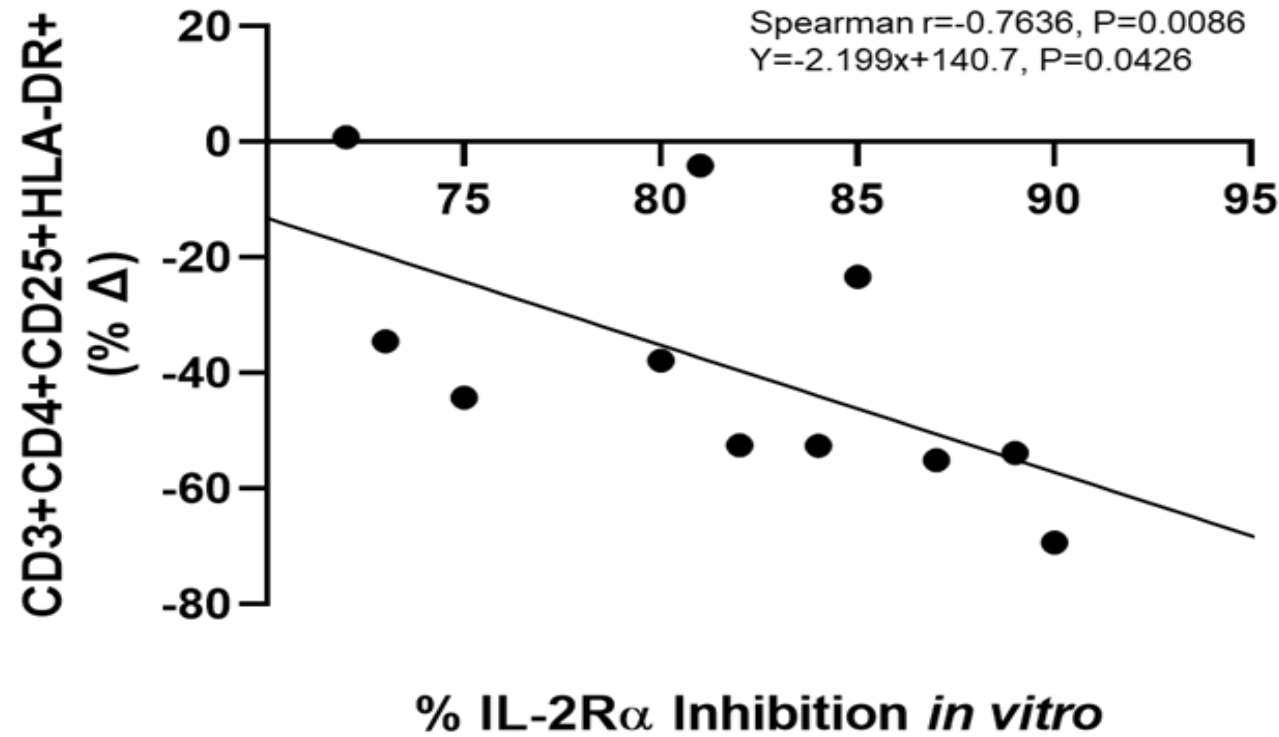 Spearman r=-0.7636, P=0.0086
Y=-2.199x+140.7, P=0.0426
CD3+CD4+CD25+HLA-DR+
(% Δ)
20
0
-20
-40
-60
-80
75 80 85 90 95
% IL-2Rα Inhibition in vitro